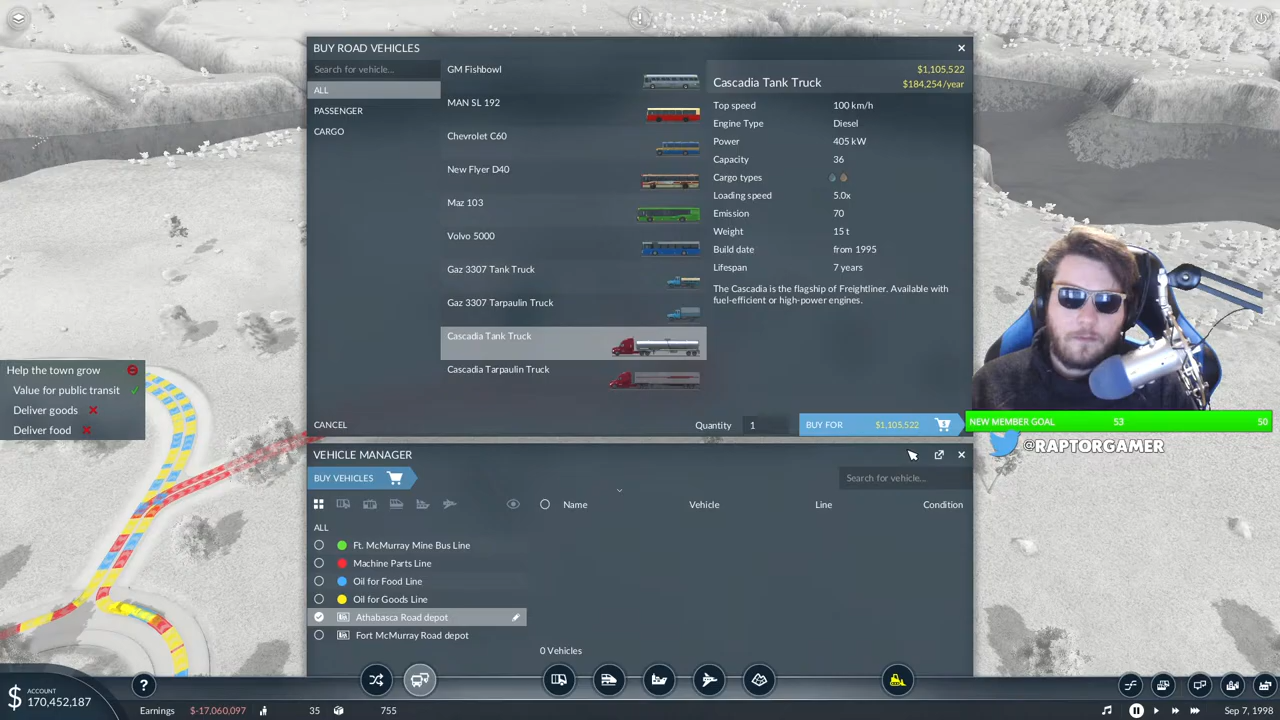 BUY ROAD VEHICLES
Search for vehicle...
ALL
PASSENGER
CARGO
GM Fishbowl
MAN SL 192
Chevrolet C60
New Flyer D40
Maz 103
Volvo 5000
Gaz 3307 Tank Truck
Gaz 3307 Tarpaulin Truck
Cascadia Tank Truck
Cascadia Tarpaulin Truck
$1,105,522
Cascadia Tank Truck $184,254/year
Top speed 100 km/h
Engine Type Diesel
Power 405 kW
Capacity 36
Cargo types
Loading speed 5.0x
Emission 70
Weight 15 t
Build date from 1995
Lifespan 7 years
The Cascadia is the flagship of Freightliner. Available with
fuel-efficient or high-power engines.
CANCEL Quantity 1 BUY FOR $1,105,522
Help the town grow
Value for public transit
Deliver goods
Deliver food
NEW MEMBER GOAL 53 50
@RAPTORGAMER
VEHICLE MANAGER
BUY VEHICLES Search for vehicle...
Name Vehicle Line Condition
ALL
Ft. McMurray Mine Bus Line
Machine Parts Line
Oil for Food Line
Oil for Goods Line
Athabasca Road depot
Fort McMurray Road depot
0 Vehicles
$ ACCOUNT
170,452,187
?
Earnings $-17,060,097 35 755 Sep 7, 1998